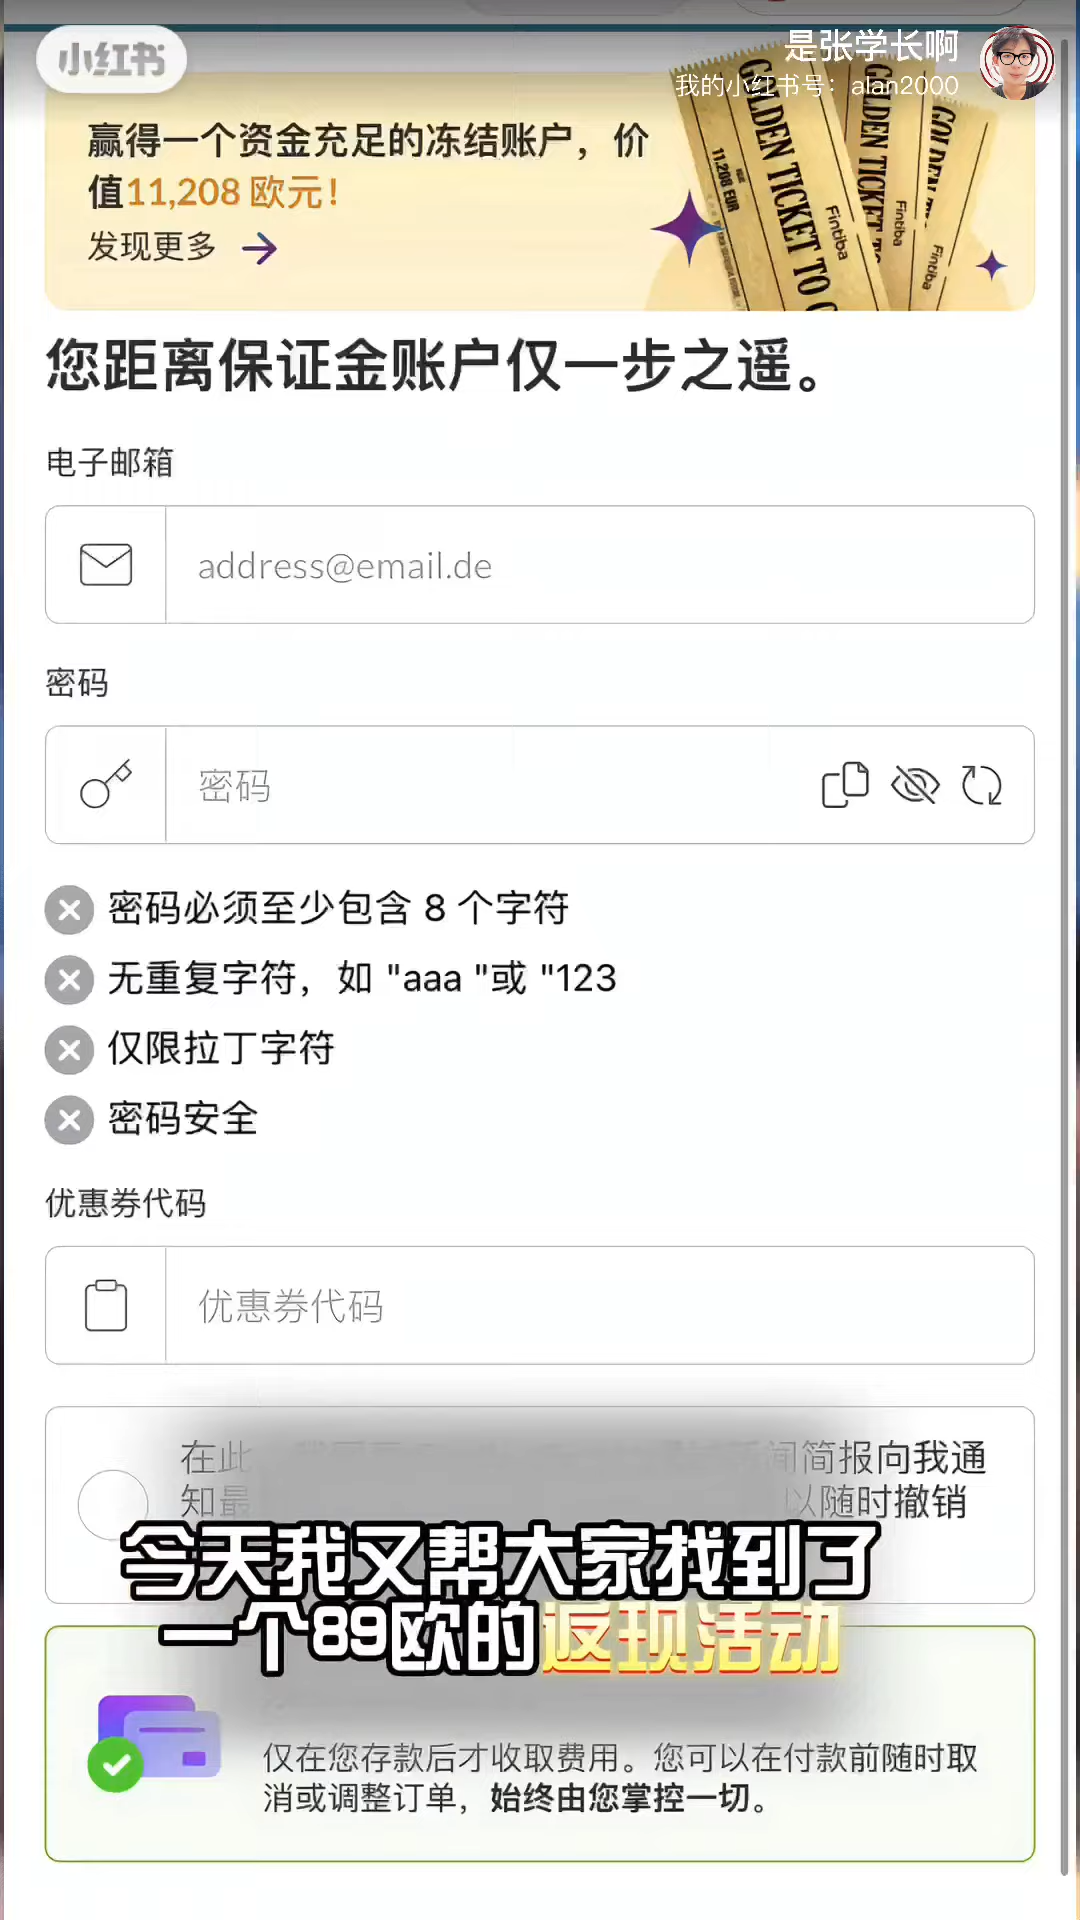 小红书
是张学长啊
我的小红书号：alan2000
赢得一个资金充足的冻结账户，价
值11,208 欧元！
发现更多
GOLDEN TICKET TO
11.208 EUR
Fintiba
GOLDEN TICKET TO
Fintiba
GOLDEN
Fintiba
您距离保证金账户仅一步之遥。
电子邮箱
address@email.de
密码
密码
密码必须至少包含 8 个字符
无重复字符，如 "aaa "或 "123
仅限拉丁字符
密码安全
优惠券代码
优惠券代码
在此 闻简报向我通
知最 以随时撤销
今天我又帮大家找到了
一个89欧的返现活动
仅在您存款后才收取费用。您可以在付款前随时取
消或调整订单，始终由您掌控一切。